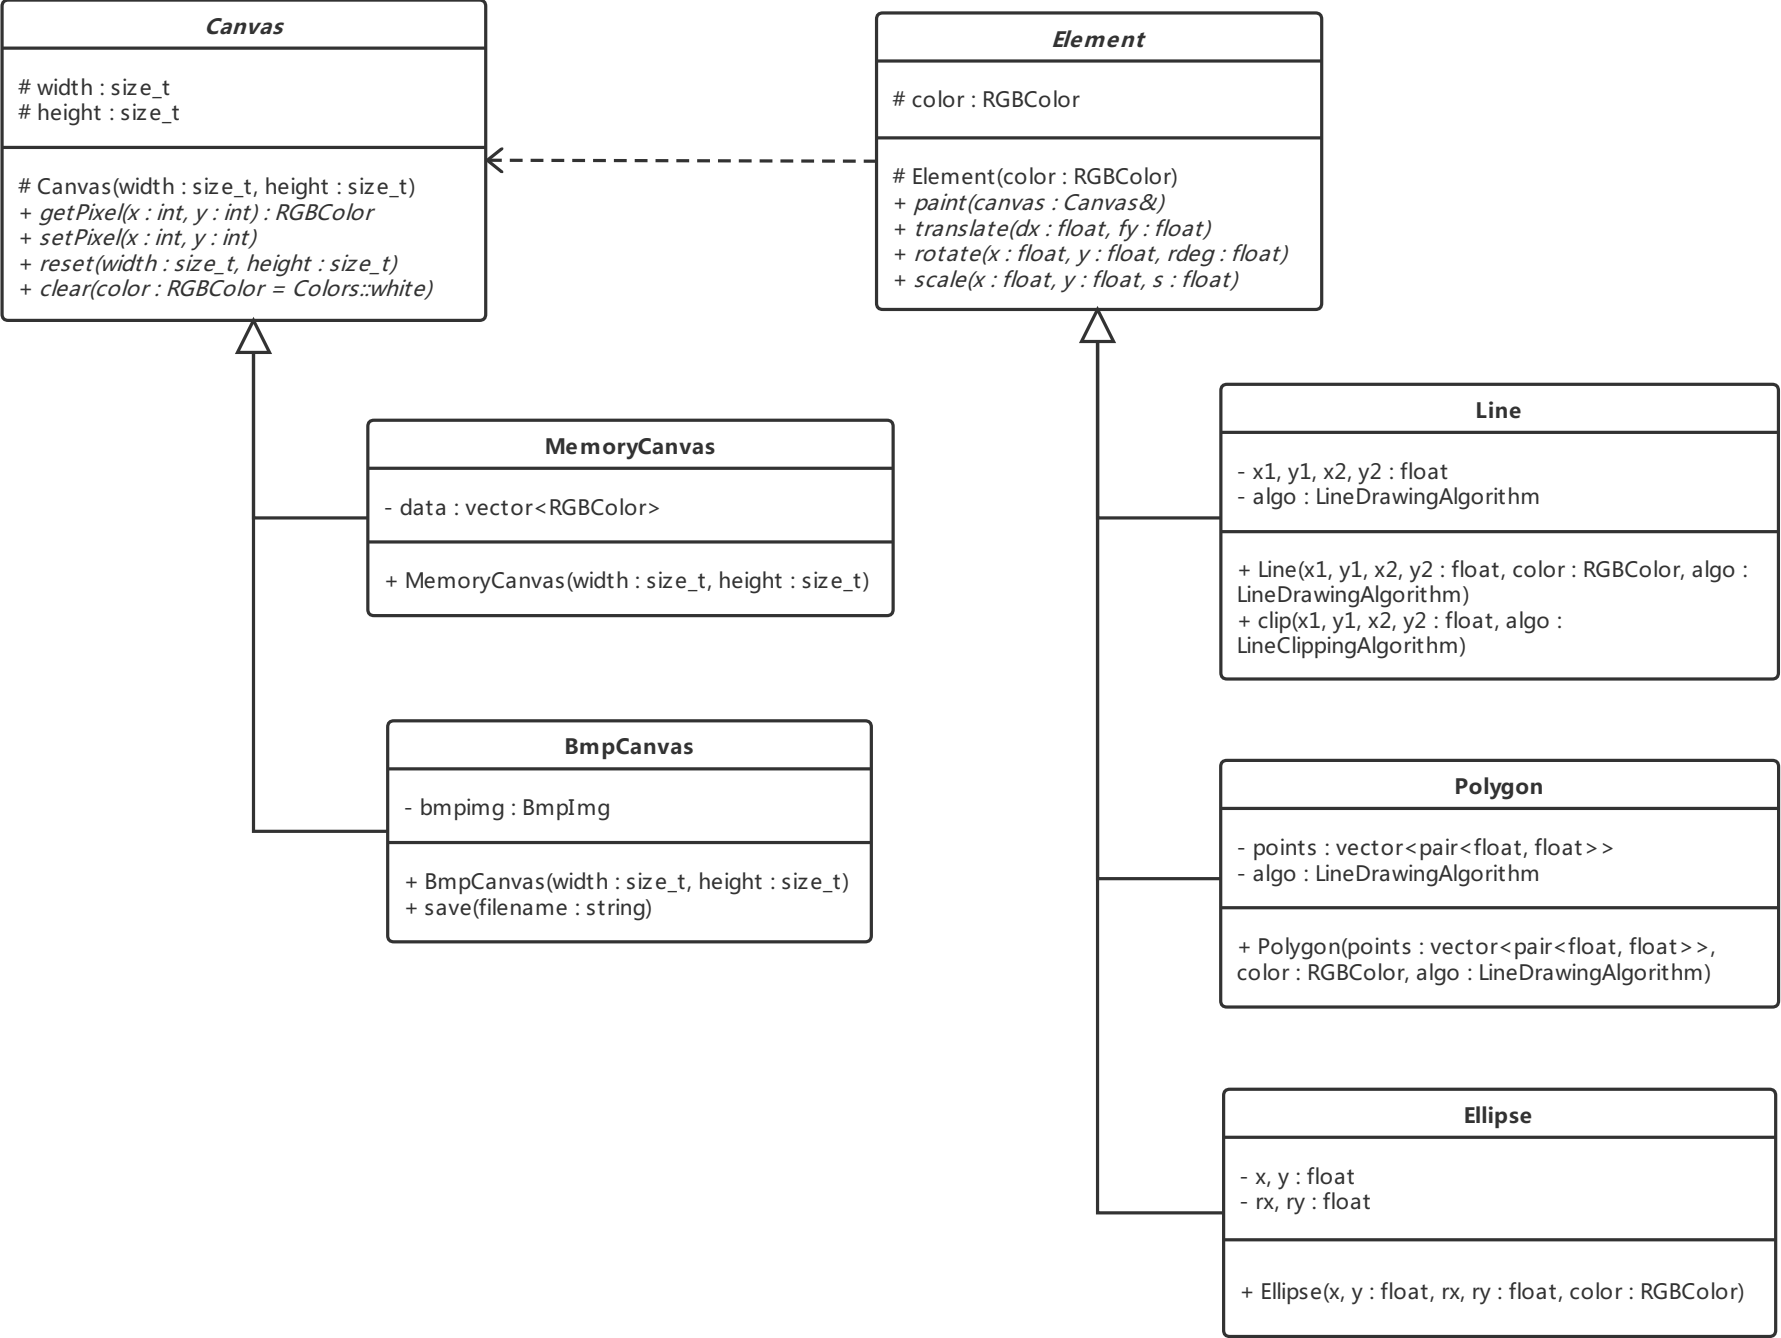 Canvas
# width : size_t
# height : size_t
# Canvas(width : size_t, height : size_t)
+ getPixel(x : int, y : int) : RGBColor
+ setPixel(x : int, y : int)
+ reset(width : size_t, height : size_t)
+ clear(color : RGBColor = Colors::white)
Element
# color : RGBColor
# Element(color : RGBColor)
+ paint(canvas : Canvas&)
+ translate(dx : float, fy : float)
+ rotate(x : float, y : float, rdeg : float)
+ scale(x : float, y : float, s : float)
MemoryCanvas
- data : vector<RGBColor>
+ MemoryCanvas(width : size_t, height : size_t)
BmpCanvas
- bmpimg : BmpImg
+ BmpCanvas(width : size_t, height : size_t)
+ save(filename : string)
Line
- x1, y1, x2, y2 : float
- algo : LineDrawingAlgorithm
+ Line(x1, y1, x2, y2 : float, color : RGBColor, algo :
LineDrawingAlgorithm)
+ clip(x1, y1, x2, y2 : float, algo :
LineClippingAlgorithm)
Polygon
- points : vector<pair<float, float>>
- algo : LineDrawingAlgorithm
+ Polygon(points : vector<pair<float, float>>,
color : RGBColor, algo : LineDrawingAlgorithm)
Ellipse
- x, y : float
- rx, ry : float
+ Ellipse(x, y : float, rx, ry : float, color : RGBColor)